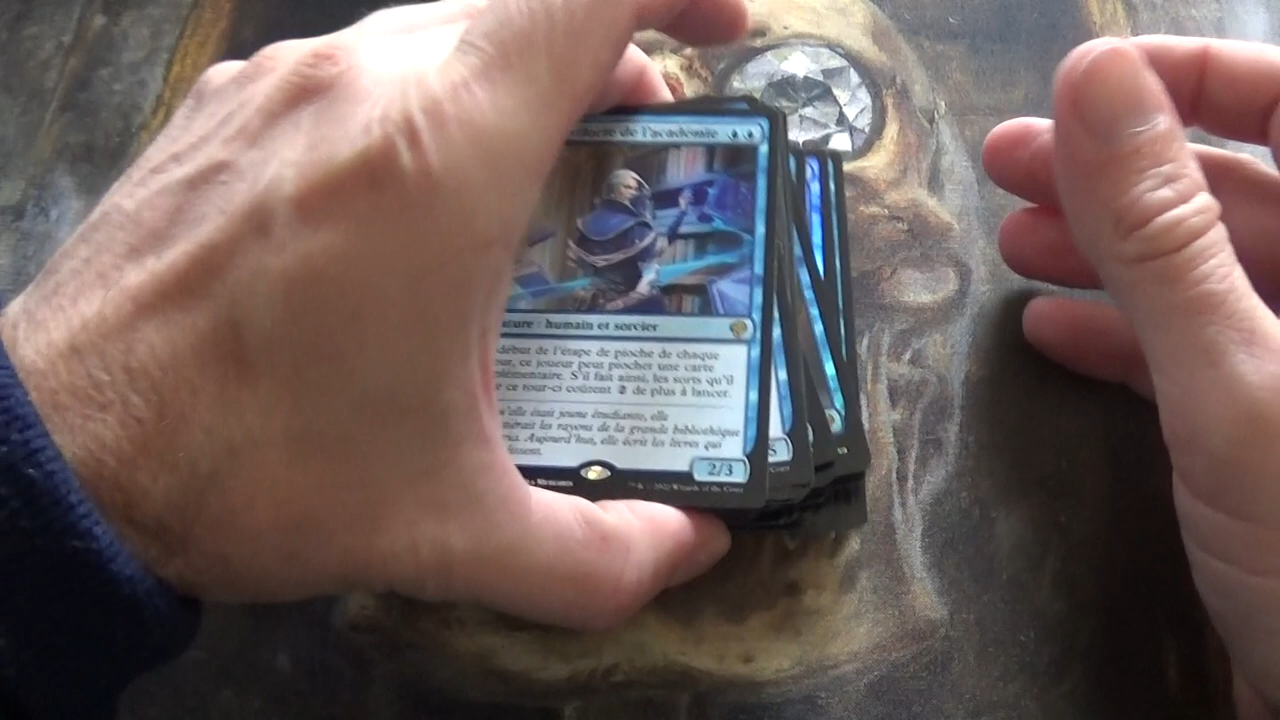 de l'académie
humain et sorcier
début de l'étape de pioche de chaque
ce joueur peut piocher une carte
S'il fait ainsi, les sorts qu'il
ce tour-ci coûtent 2 de plus à lancer.
était jeune étudiante, elle
les rayons de la grande bibliothèque
Aujourd'hui, elle écrit les livres qui
2/3
2022 Wizards of the Coast
5